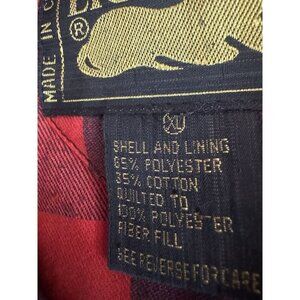 MADE IN
®
XL
SHELL AND LINING
65% POLYESTER
35% COTTON
QUILTED TO
100% POLYESTER
FIBER FILL
SEE REVERSE FOR CARE